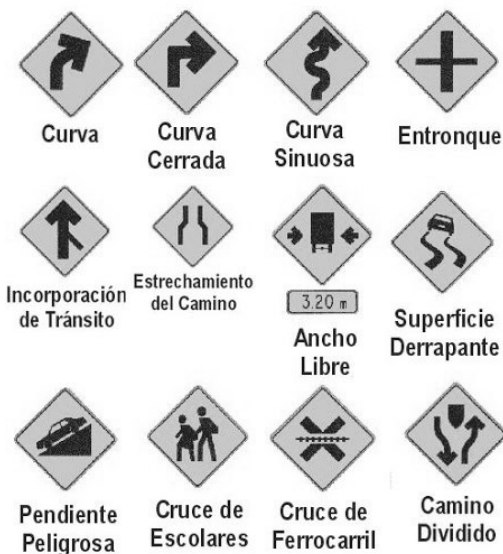 Curva
Curva
Cerrada
Curva
Sinuosa
Entronque
Incorporación
de Tránsito
Estrechamiento
del Camino
3.20 m
Ancho
Libre
Superficie
Derrapante
Pendiente
Peligrosa
Cruce de
Escolares
Cruce de
Ferrocarril
Camino
Dividido